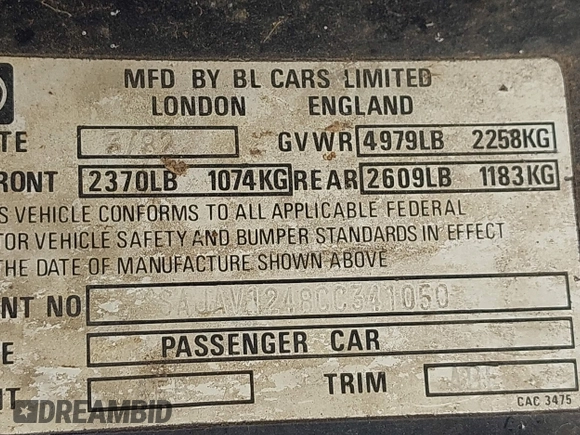 MFD BY BL CARS LIMITED
LONDON ENGLAND
TE 3/82 GVWR 4979LB 2258KG
RONT 2370LB 1074KG REAR 2609LB 1183KG
S VEHICLE CONFORMS TO ALL APPLICABLE FEDERAL
TOR VEHICLE SAFETY AND BUMPER STANDARDS IN EFFECT
THE DATE OF MANUFACTURE SHOWN ABOVE
NT NO SAJAV1248CC341050
E PASSENGER CAR
NT TRIM
CAC 3475
DREAMBID